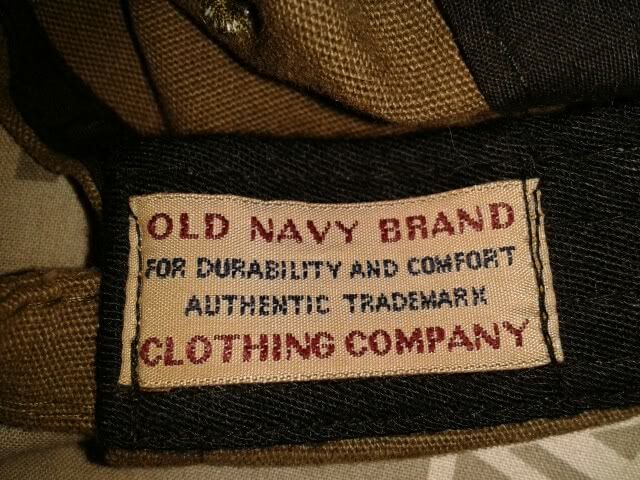 OLD NAVY BRAND
FOR DURABILITY AND COMFORT
AUTHENTIC TRADEMARK
CLOTHING COMPANY